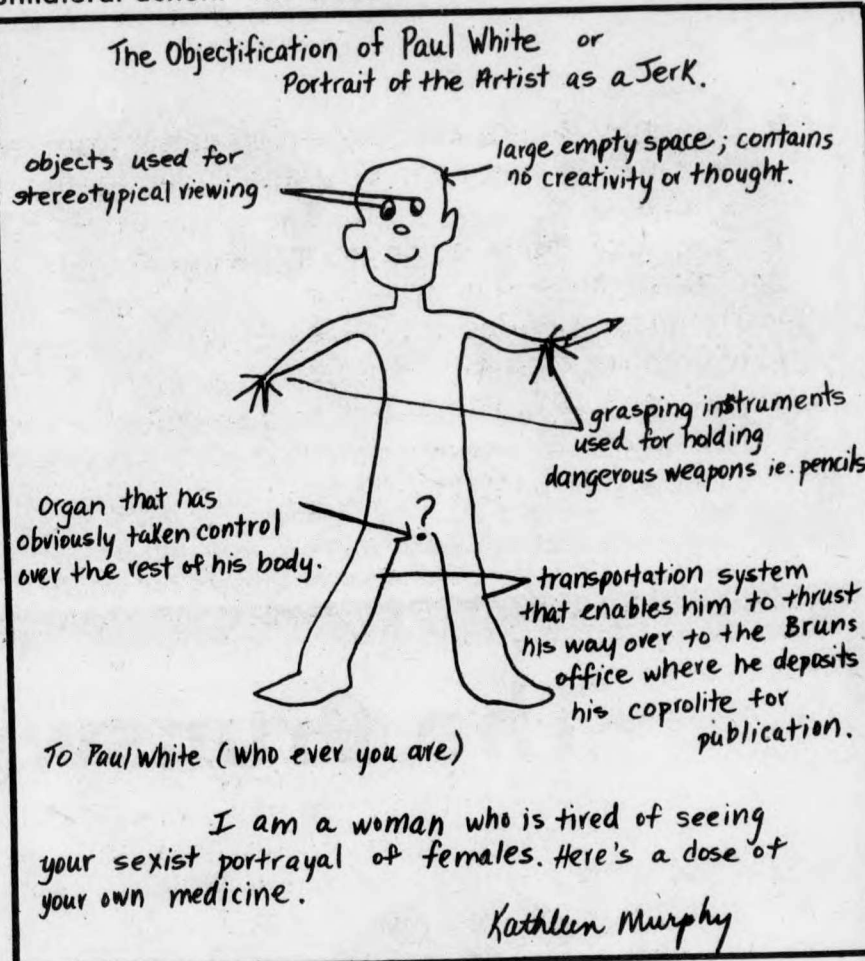 The Objectification of Paul White or
Portrait of the Artist as a Jerk.
objects used for
stereotypical viewing
large empty space; contains
no creativity or thought.
grasping instruments
used for holding
dangerous weapons ie. pencils
Organ that has
obviously taken control
over the rest of his body.
?
transportation system
that enables him to thrust
his way over to the Bruns
office where he deposits
his coprolite for
publication.
To Paul White (who ever you are)
I am a woman who is tired of seeing
your sexist portrayal of females. Here's a dose of
your own medicine.
Kathleen Murphy